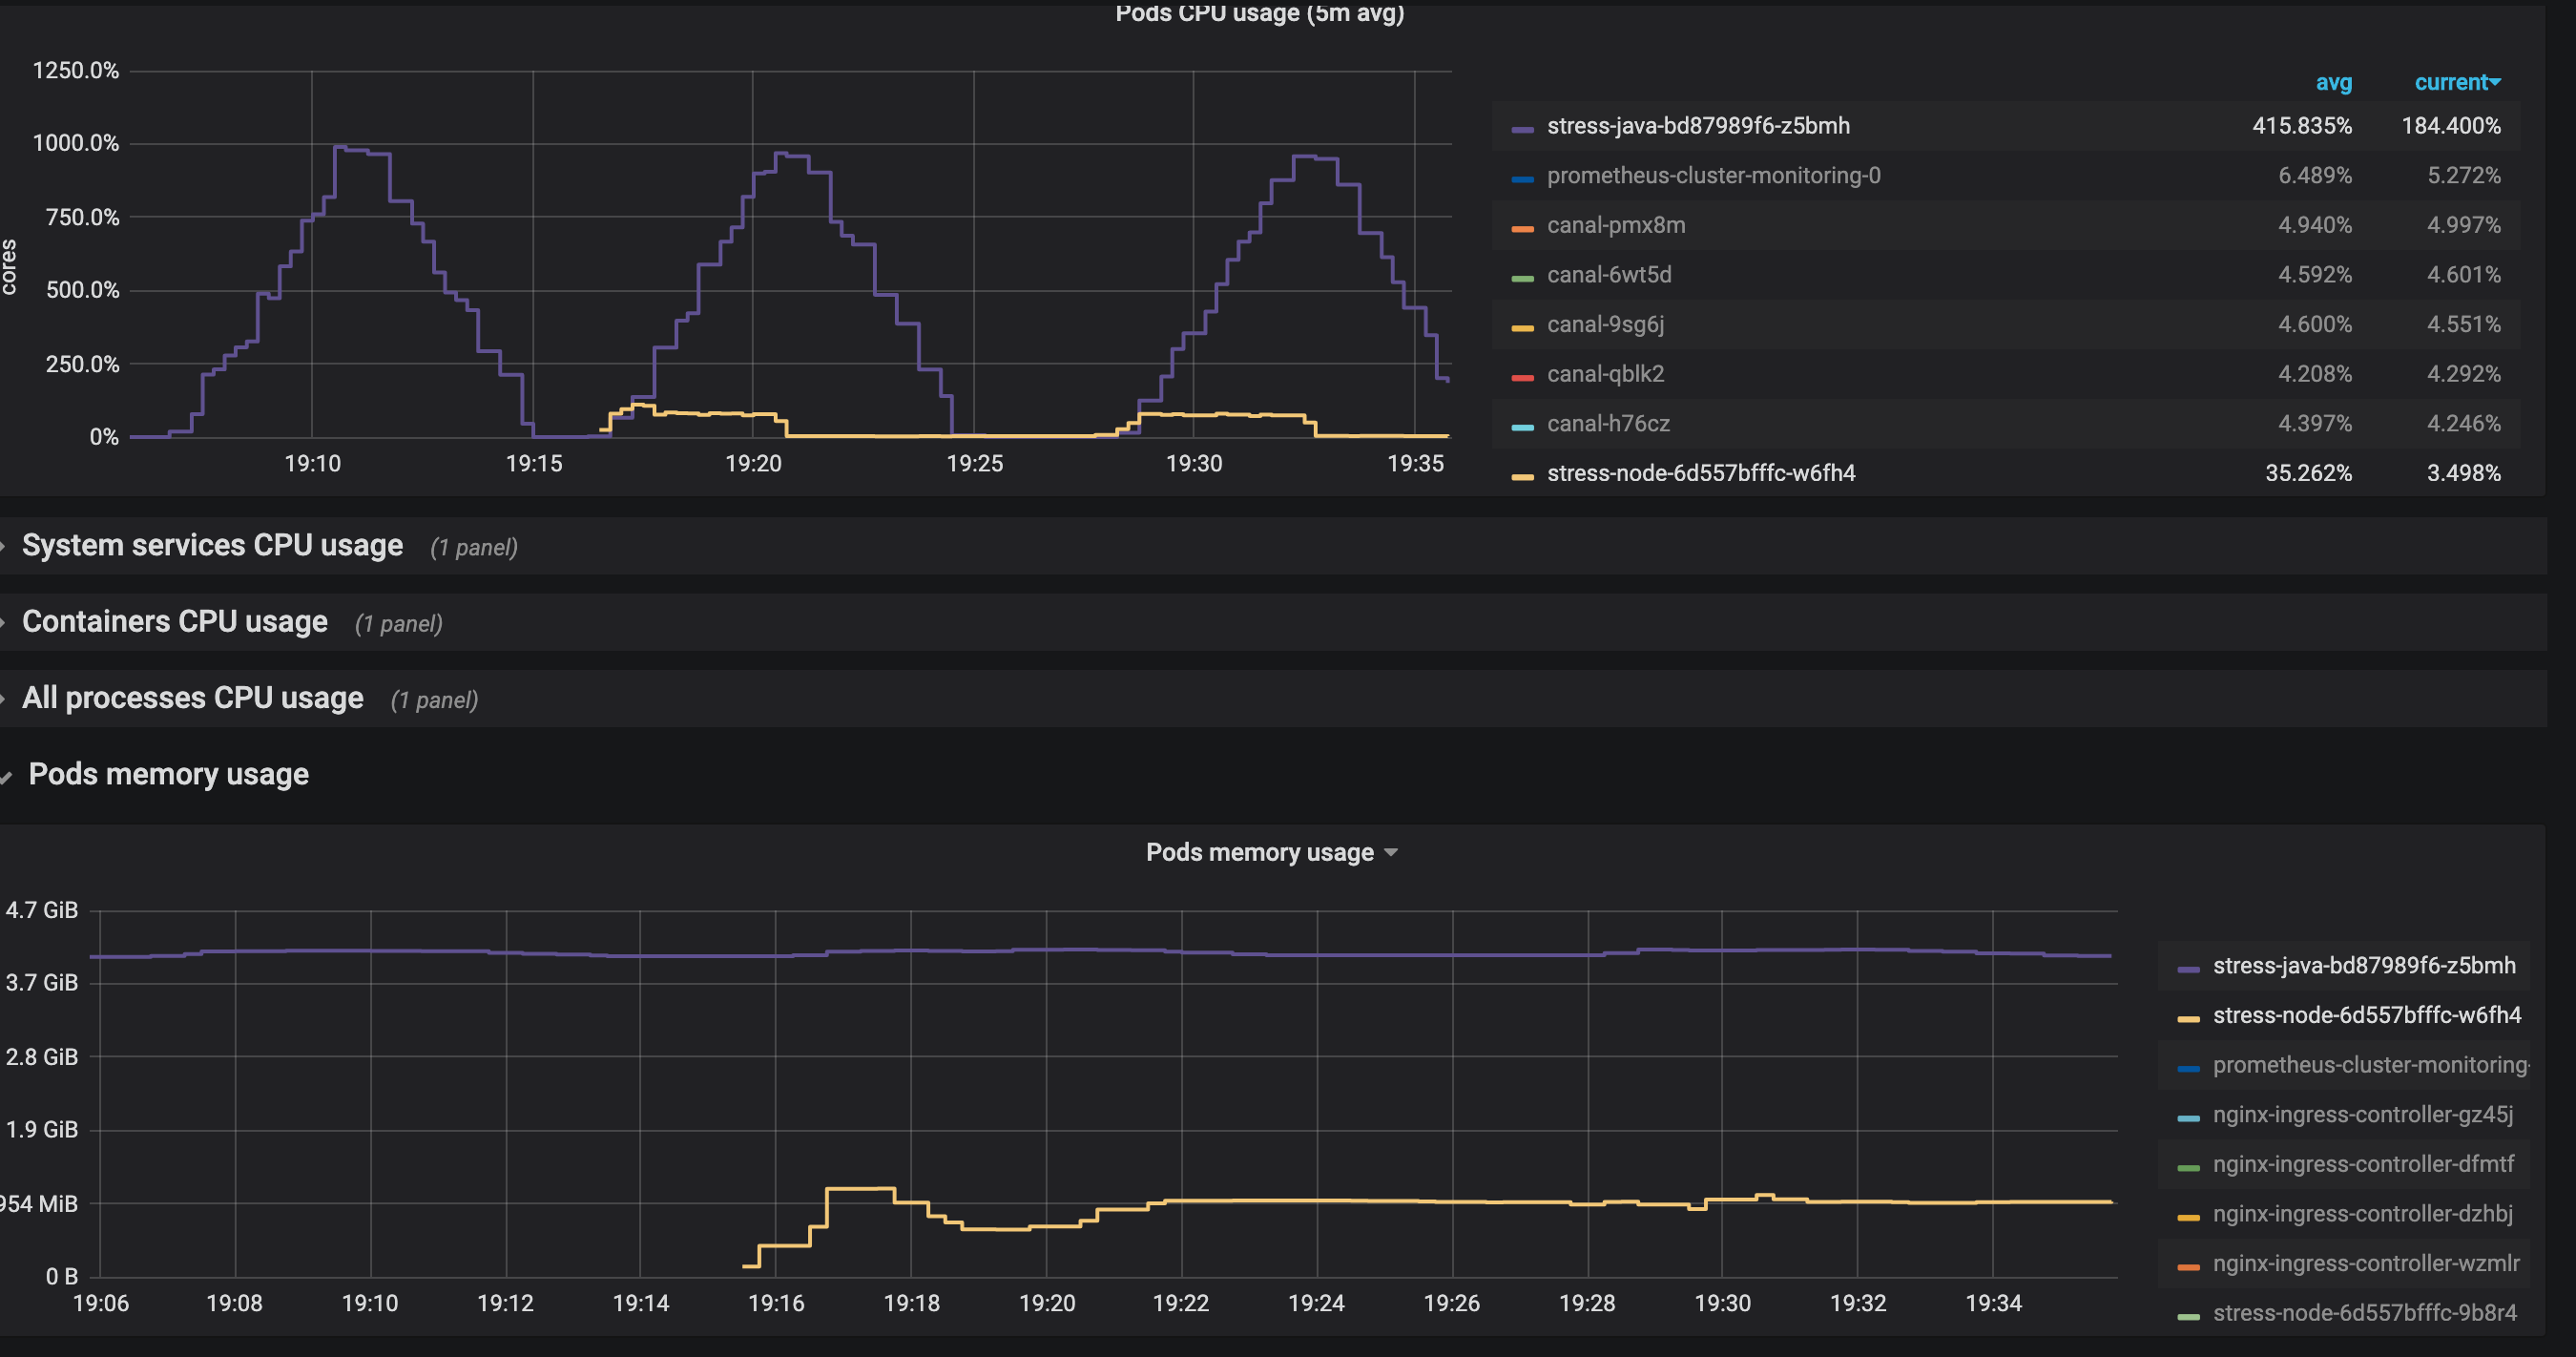 Pods CPU usage (5m avg)
1250.0%
1000.0%
750.0%
500.0%
250.0%
0%
cores
19:10 19:15 19:20 19:25 19:30 19:35
avg current
stress-java-bd87989f6-z5bmh 415.835% 184.400%
prometheus-cluster-monitoring-0 6.489% 5.272%
canal-pmx8m 4.940% 4.997%
canal-6wt5d 4.592% 4.601%
canal-9sg6j 4.600% 4.551%
canal-qblk2 4.208% 4.292%
canal-h76cz 4.397% 4.246%
stress-node-6d557bfffc-w6fh4 35.262% 3.498%
System services CPU usage (1 panel)
Containers CPU usage (1 panel)
All processes CPU usage (1 panel)
Pods memory usage
Pods memory usage
4.7 GiB
3.7 GiB
2.8 GiB
1.9 GiB
954 MiB
0 B
19:06 19:08 19:10 19:12 19:14 19:16 19:18 19:20 19:22 19:24 19:26 19:28 19:30 19:32 19:34
stress-java-bd87989f6-z5bmh
stress-node-6d557bfffc-w6fh4
prometheus-cluster-monitoring-
nginx-ingress-controller-gz45j
nginx-ingress-controller-dfmtf
nginx-ingress-controller-dzhbj
nginx-ingress-controller-wzmlr
stress-node-6d557bfffc-9b8r4